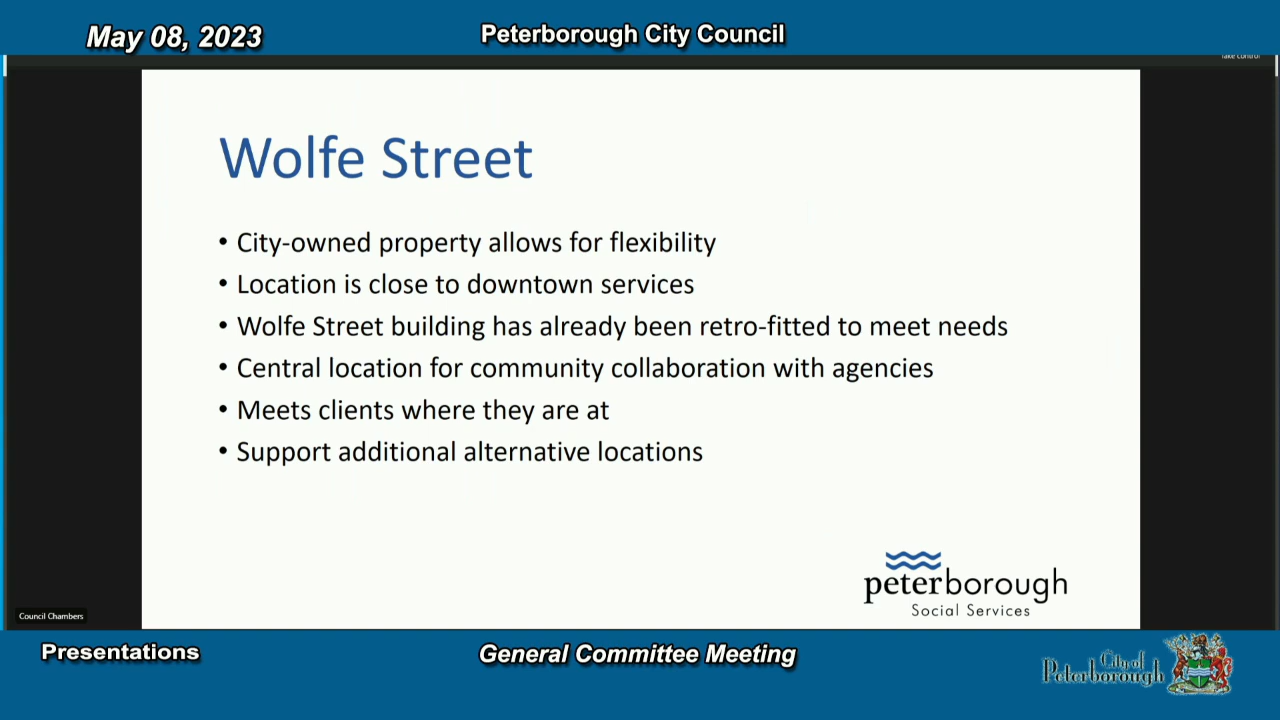 May 08, 2023
Peterborough City Council
Take Control
Wolfe Street
• City-owned property allows for flexibility
• Location is close to downtown services
• Wolfe Street building has already been retro-fitted to meet needs
• Central location for community collaboration with agencies
• Meets clients where they are at
• Support additional alternative locations
peterborough
Social Services
Council Chambers
Presentations
General Committee Meeting
City of
Peterborough